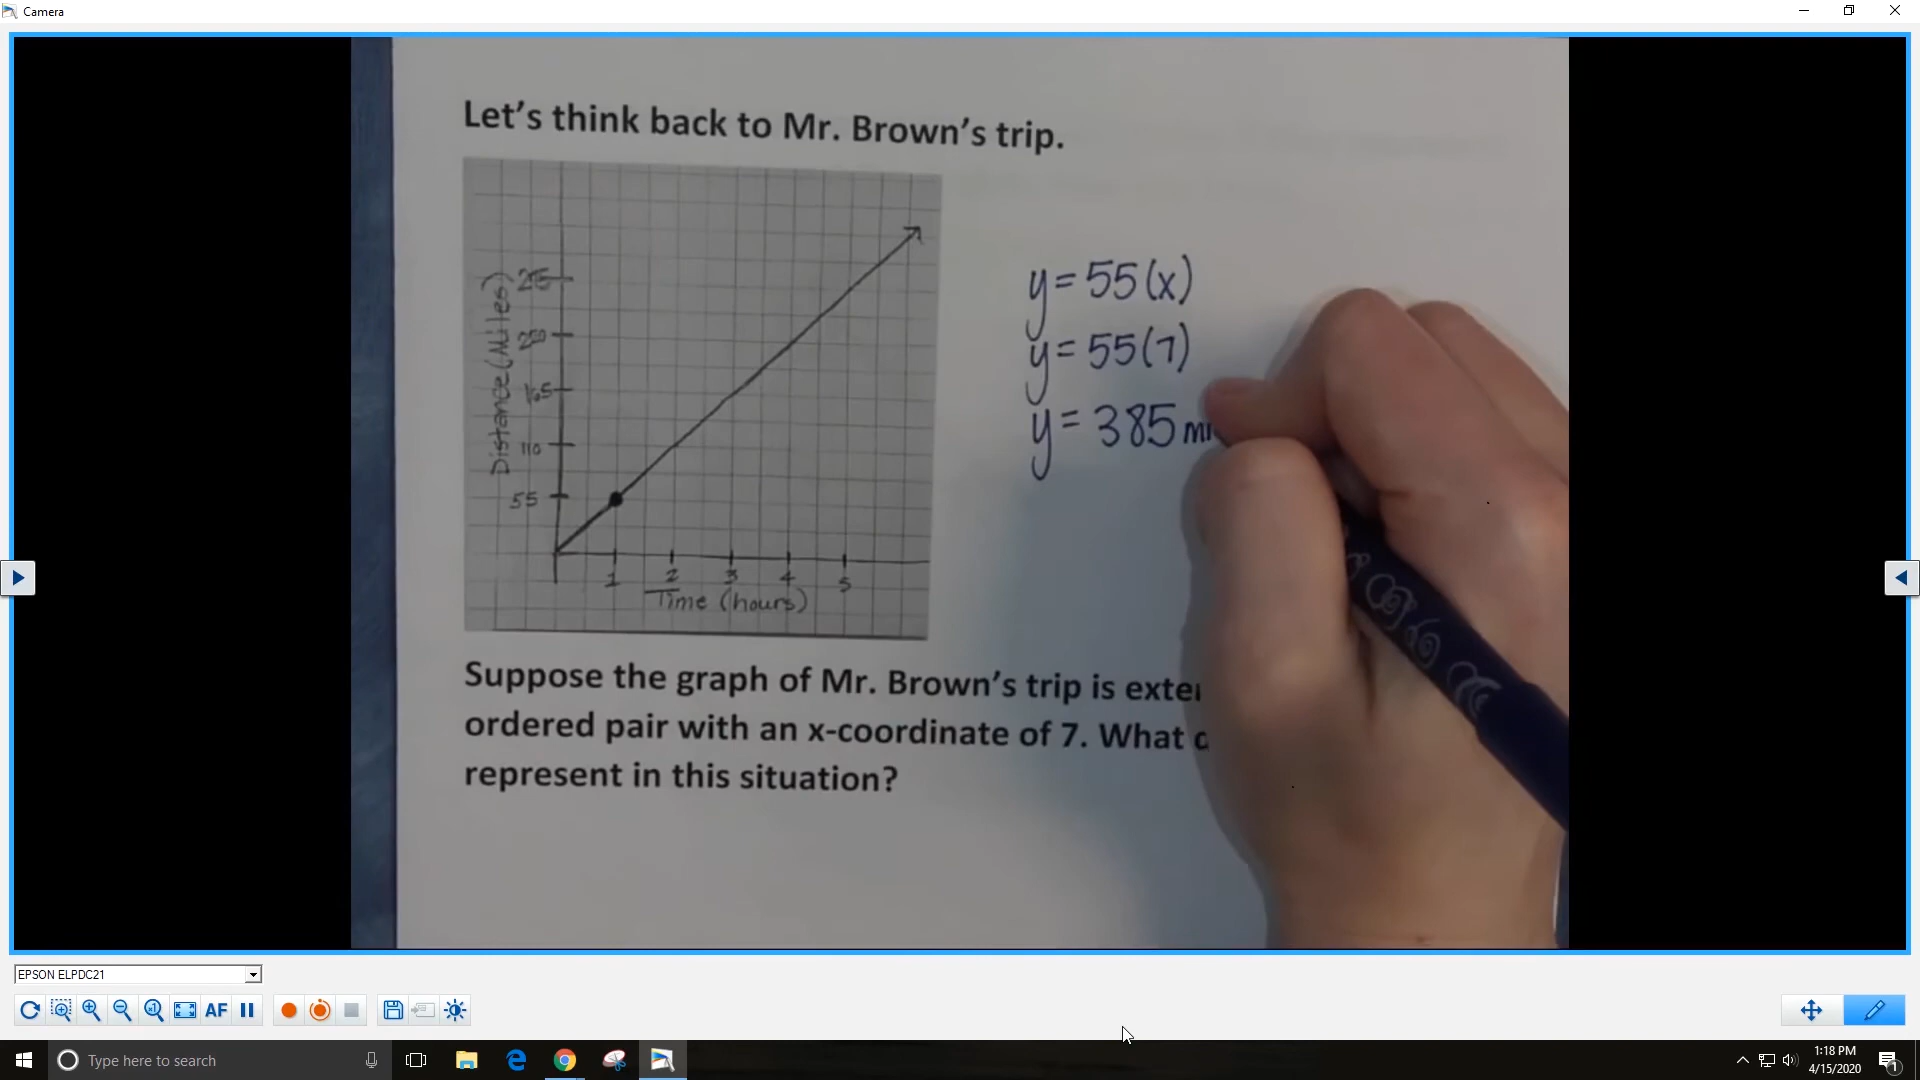 Camera
Let's think back to Mr. Brown's trip.
y = 55(x)
y = 55(7)
y = 385
Distance (Miles)
165
110
55
1 2 3 4 5
Time (hours)
Suppose the graph of Mr. Brown's trip is
ordered pair with an x-coordinate of 7. What
represent in this situation?
EPSON ELPDC21
AF
Type here to search
1:18 PM
4/15/2020